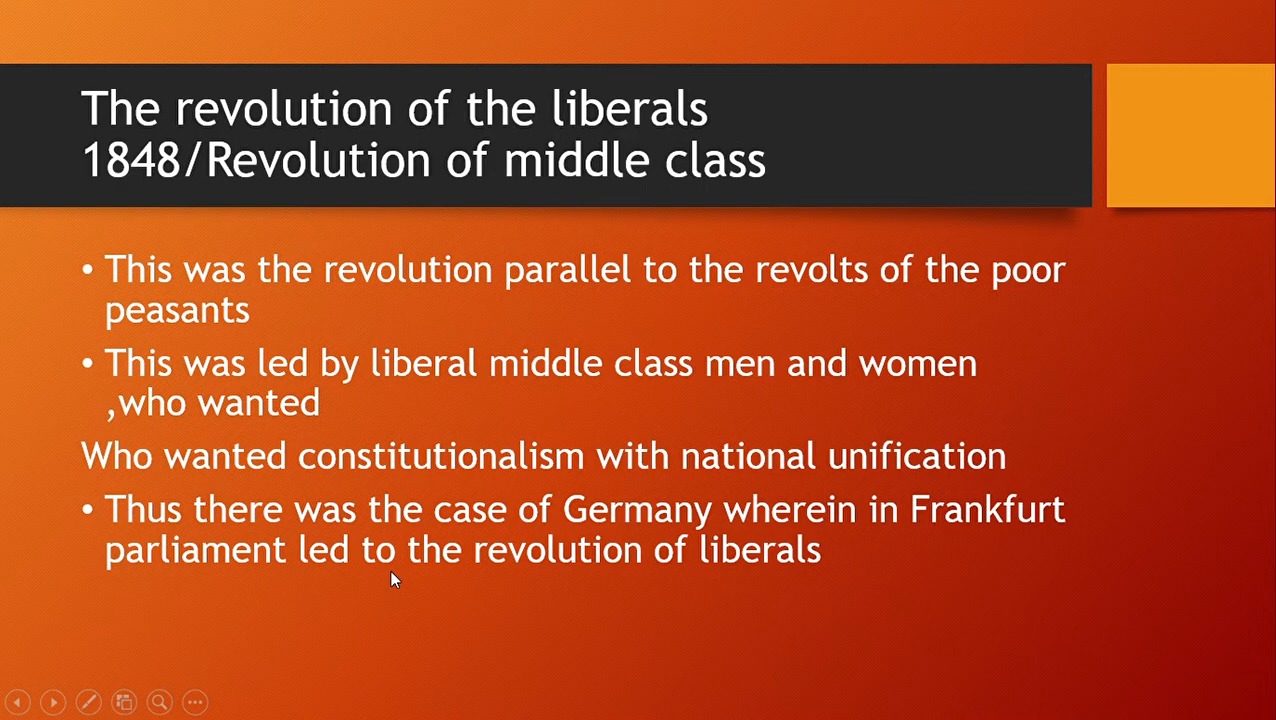 The revolution of the liberals
1848/Revolution of middle class
• This was the revolution parallel to the revolts of the poor
peasants
• This was led by liberal middle class men and women
,who wanted
Who wanted constitutionalism with national unification
• Thus there was the case of Germany wherein in Frankfurt
parliament led to the revolution of liberals